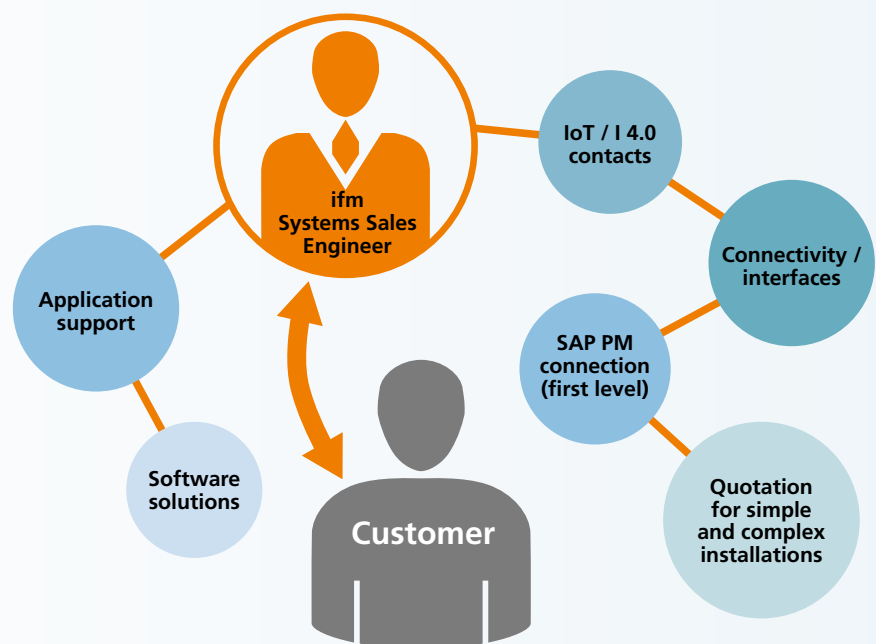 ifm
Systems Sales
Engineer
IoT / I 4.0
contacts
Connectivity /
interfaces
Application
support
SAP PM
connection
(first level)
Software
solutions
Quotation
for simple
and complex
installations
Customer